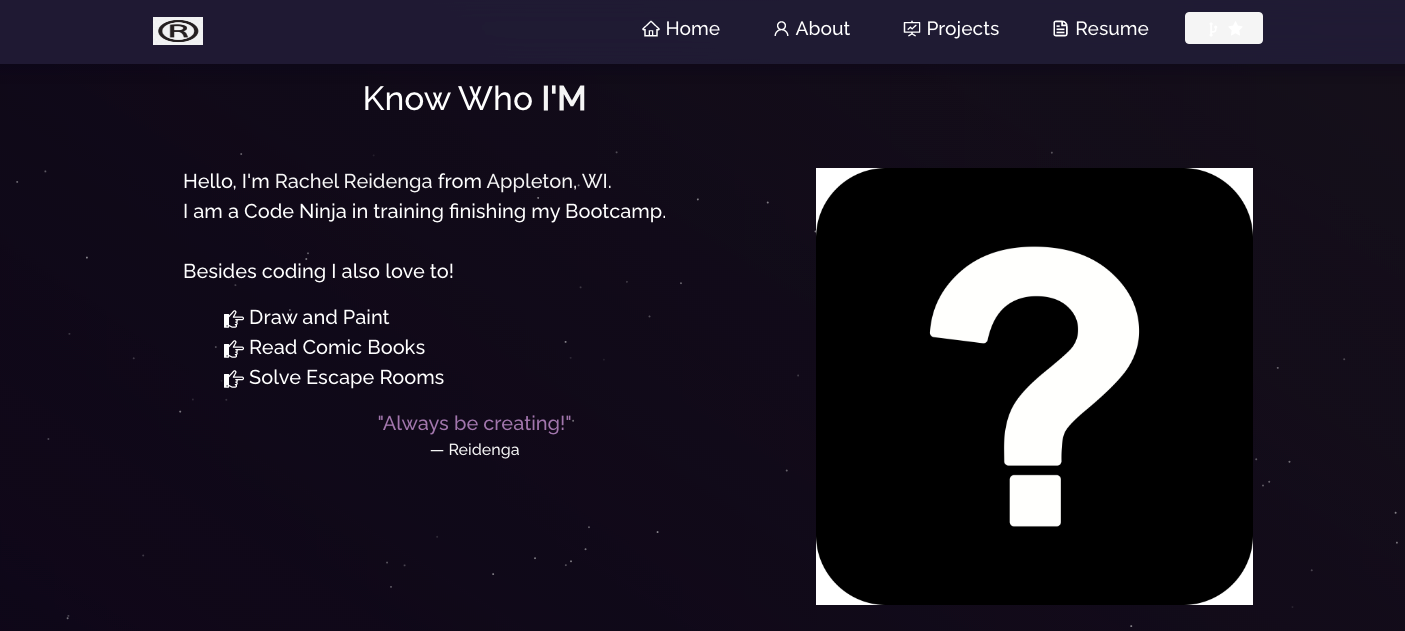 ®
Home
About
Projects
Resume
Know Who I'M
Hello, I'm Rachel Reidenga from Appleton, WI.
I am a Code Ninja in training finishing my Bootcamp.
Besides coding I also love to!
Draw and Paint
Read Comic Books
Solve Escape Rooms
"Always be creating!"
— Reidenga
?